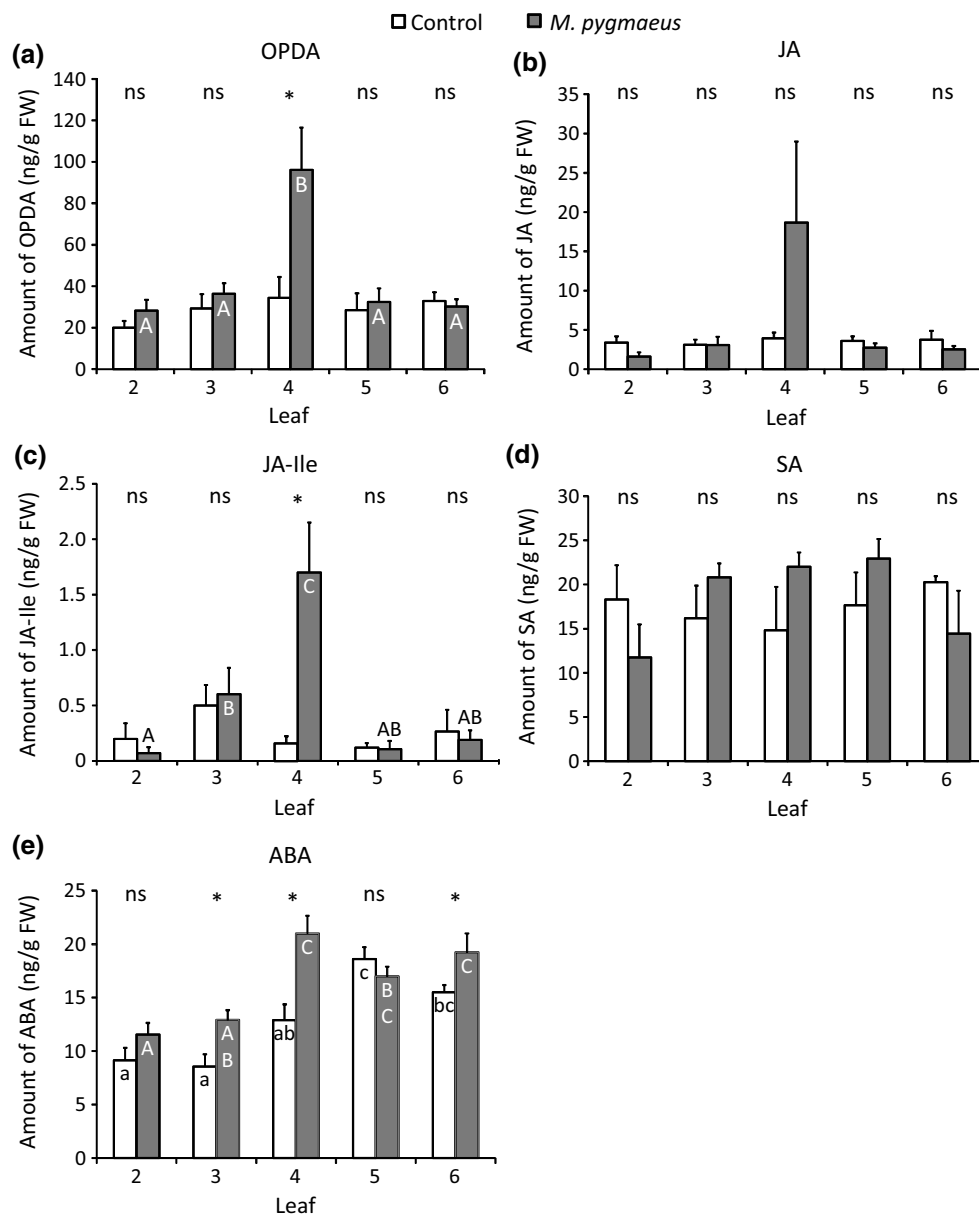 Control M. pygmaeus
(a) OPDA
ns ns * ns ns
Amount of OPDA (ng/g FW)
140
120
100
80
60
40
20
0
A A B A A
2 3 4 5 6
Leaf
(b) JA
ns ns ns ns ns
Amount of JA (ng/g FW)
35
30
25
20
15
10
5
0
2 3 4 5 6
Leaf
(c) JA-Ile
ns ns * ns ns
Amount of JA-Ile (ng/g FW)
2.5
2.0
1.5
1.0
0.5
0
A B C AB AB
2 3 4 5 6
Leaf
(d) SA
ns ns ns ns ns
Amount of SA (ng/g FW)
30
25
20
15
10
5
0
2 3 4 5 6
Leaf
(e) ABA
ns * * ns *
Amount of ABA (ng/g FW)
25
20
15
10
5
0
a A a A B ab C c B C bc C
2 3 4 5 6
Leaf